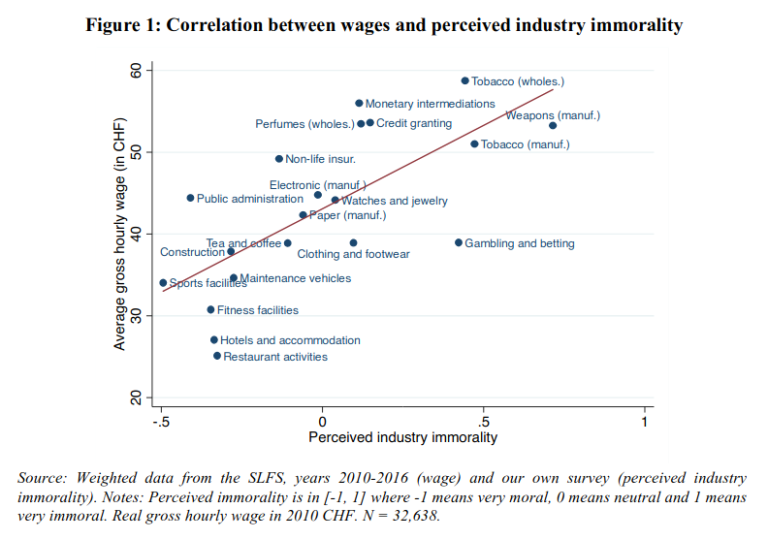 Figure 1: Correlation between wages and perceived industry immorality
Average gross hourly wage (in CHF)
60
50
40
30
20
Tobacco (wholes.)
Monetary intermediations
Weapons (manuf.)
Perfumes (wholes.)
Credit granting
Tobacco (manuf.)
Non-life insur.
Electronic (manuf.)
Public administration
Watches and jewelry
Paper (manuf.)
Tea and coffee
Gambling and betting
Construction
Clothing and footwear
Sports facilities
Maintenance vehicles
Fitness facilities
Hotels and accommodation
Restaurant activities
-.5
0
.5
1
Perceived industry immorality
Source: Weighted data from the SLFS, years 2010-2016 (wage) and our own survey (perceived industry
immorality). Notes: Perceived immorality is in [-1, 1] where -1 means very moral, 0 means neutral and 1 means
very immoral. Real gross hourly wage in 2010 CHF. N = 32,638.